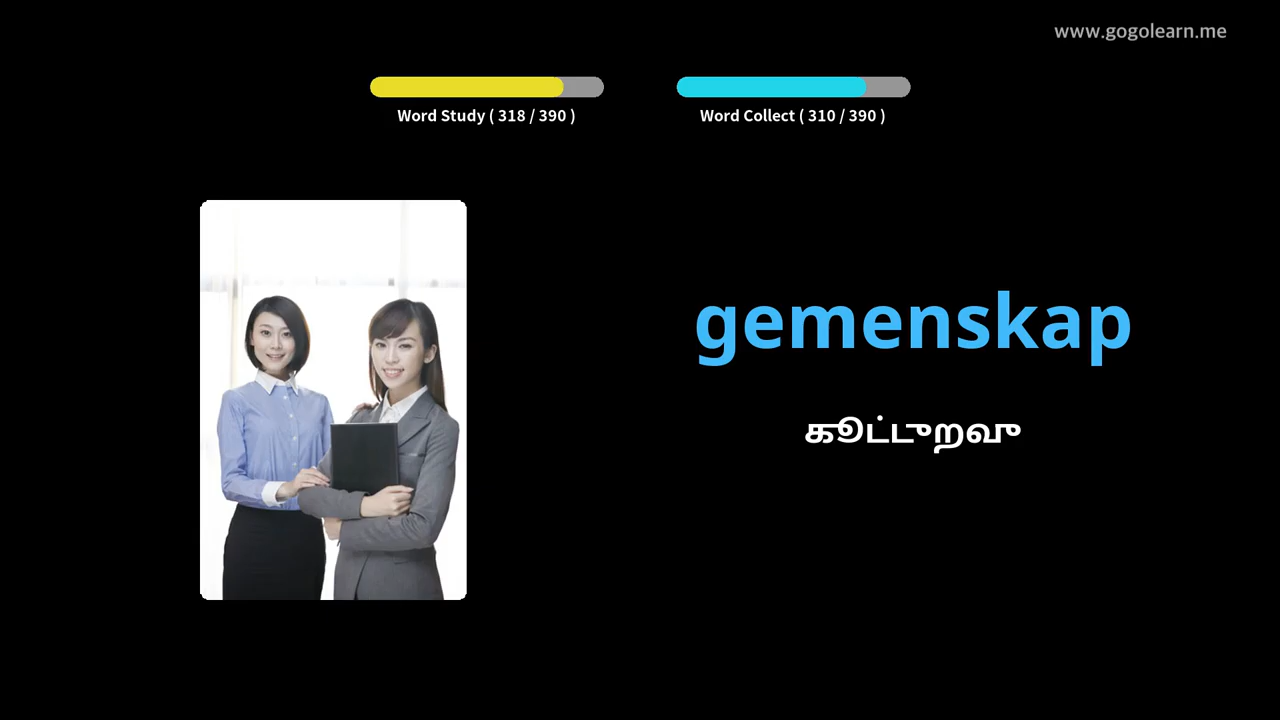 www.gogolearn.me
Word Study ( 318 / 390 )
Word Collect ( 310 / 390 )
gemenskap
கூட்டுறவு